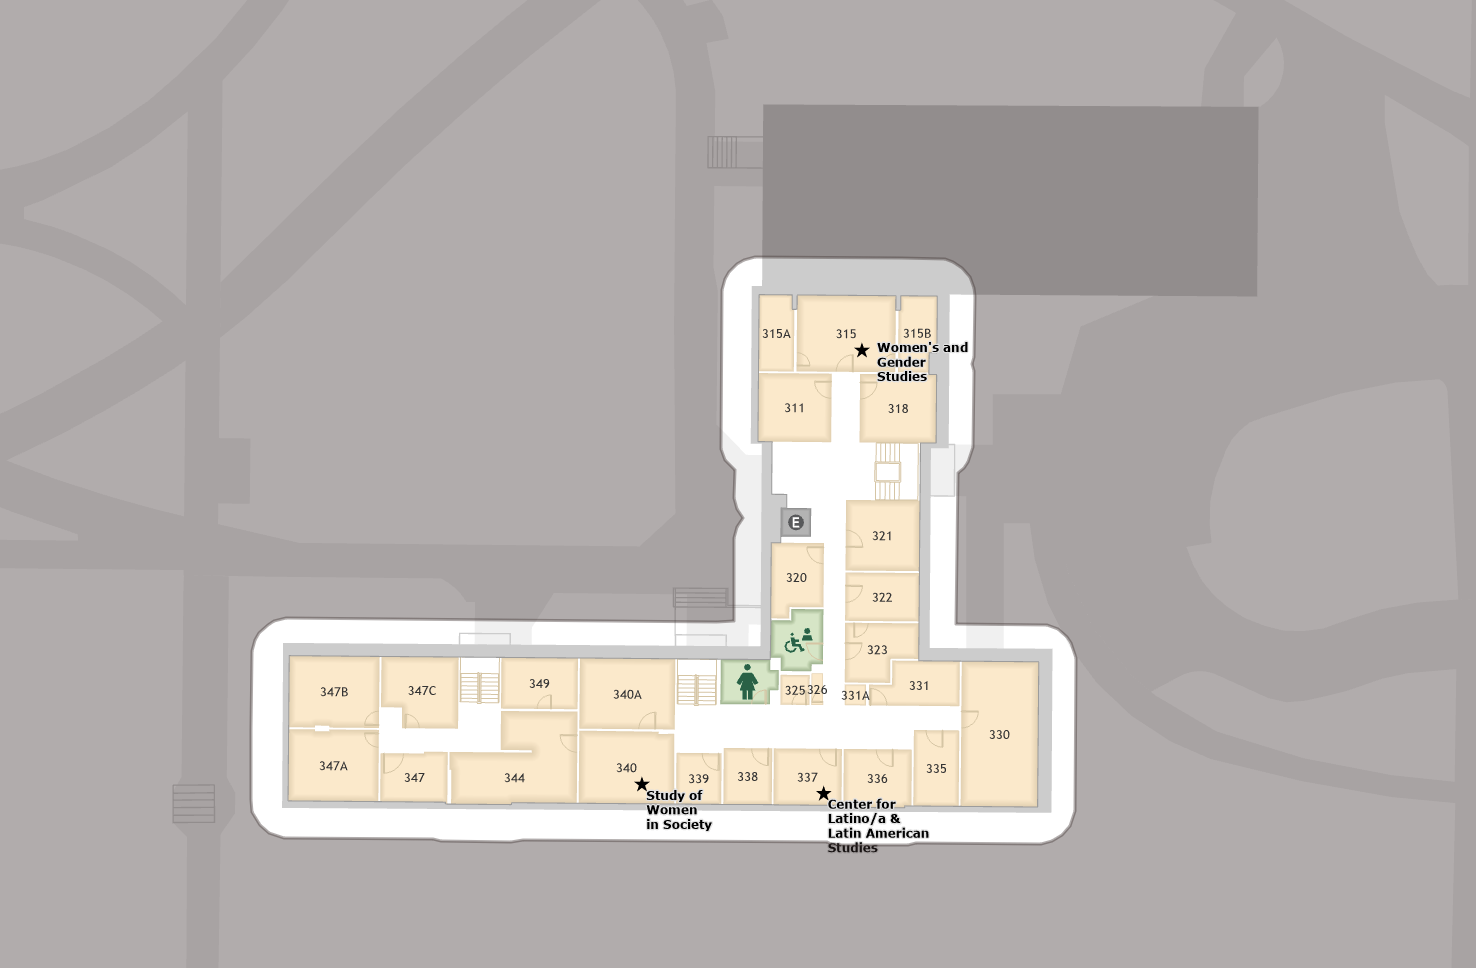 315A
315
315B
Women's and
Gender
Studies
311
318
E
321
320
322
323
347B
347C
349
340A
325
326
331A
331
330
347A
347
344
340
339
338
337
336
335
Study of
Women
in Society
Center for
Latino/a &
Latin American
Studies